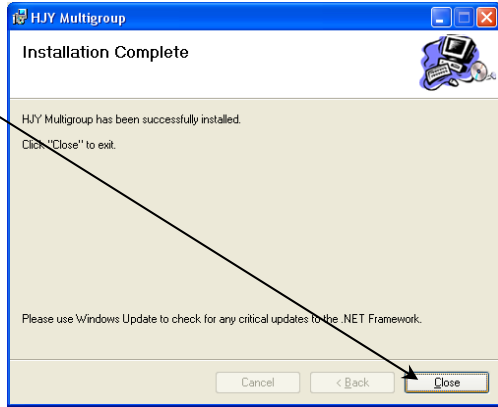 HJY Multigroup
Installation Complete
HJY Multigroup has been successfully installed.
Click "Close" to exit.
Please use Windows Update to check for any critical updates to the .NET Framework.
Cancel
< Back
Close